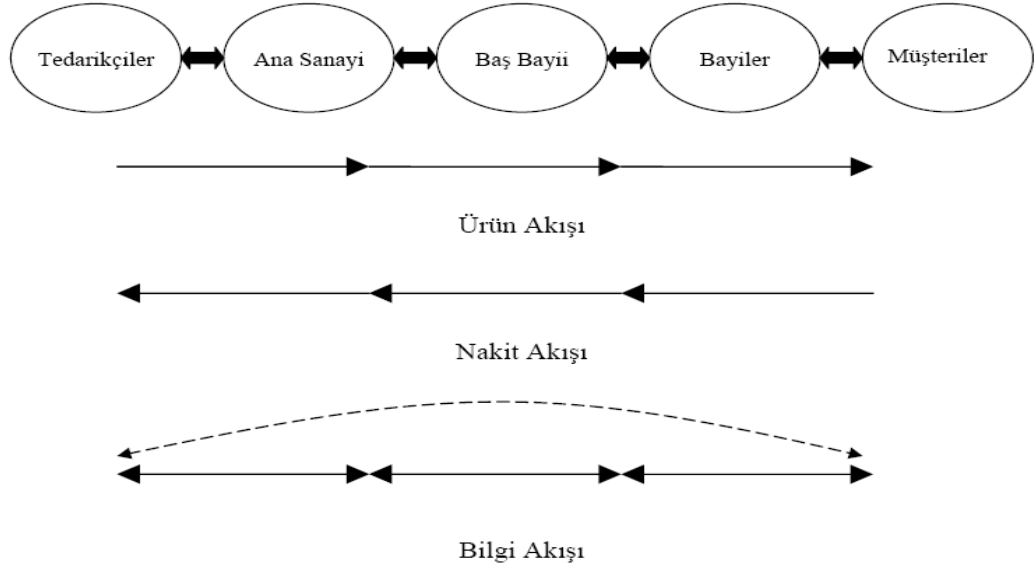 Tedarikçiler
Ana Sanayi
Baş Bayii
Bayiler
Müşteriler
Ürün Akışı
Nakit Akışı
Bilgi Akışı